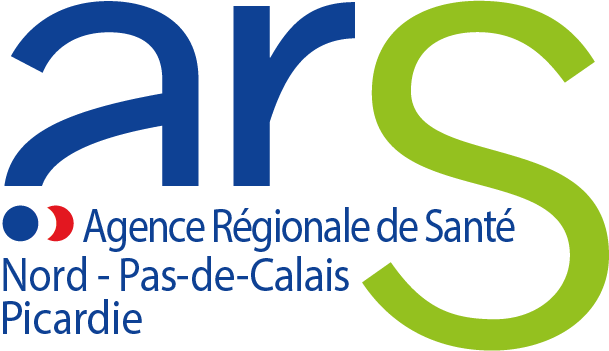 ars
Agence Régionale de Santé
Nord - Pas-de-Calais
Picardie